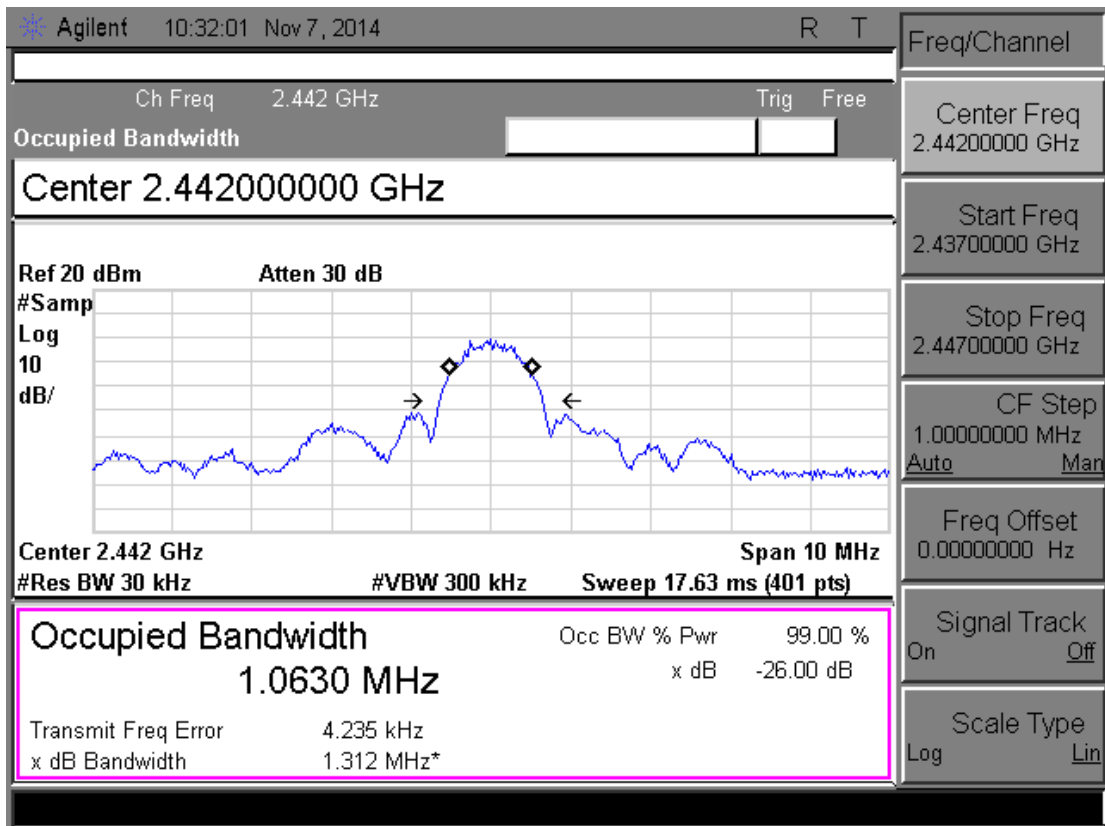 Agilent 10:32:01 Nov 7, 2014 R T
Freq/Channel
Ch Freq 2.442 GHz Trig Free
Occupied Bandwidth
Center 2.442000000 GHz
Ref 20 dBm Atten 30 dB
#Samp
Log
10
dB/
Center 2.442 GHz Span 10 MHz
#Res BW 30 kHz #VBW 300 kHz Sweep 17.63 ms (401 pts)
Occupied Bandwidth Occ BW % Pwr 99.00 %
1.0630 MHz x dB -26.00 dB
Transmit Freq Error 4.235 kHz
x dB Bandwidth 1.312 MHz*
Center Freq
2.44200000 GHz
Start Freq
2.43700000 GHz
Stop Freq
2.44700000 GHz
CF Step
1.00000000 MHz
Auto Man
Freq Offset
0.00000000 Hz
Signal Track
On Off
Scale Type
Log Lin